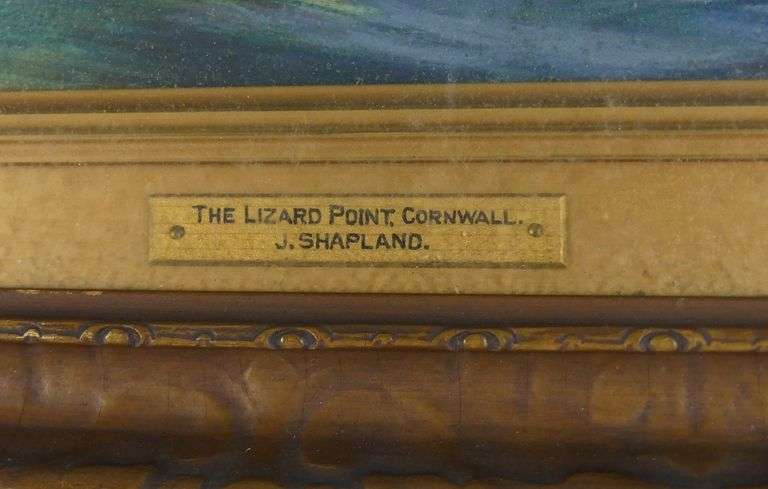 THE LIZARD POINT, CORNWALL.
J. SHAPLAND.